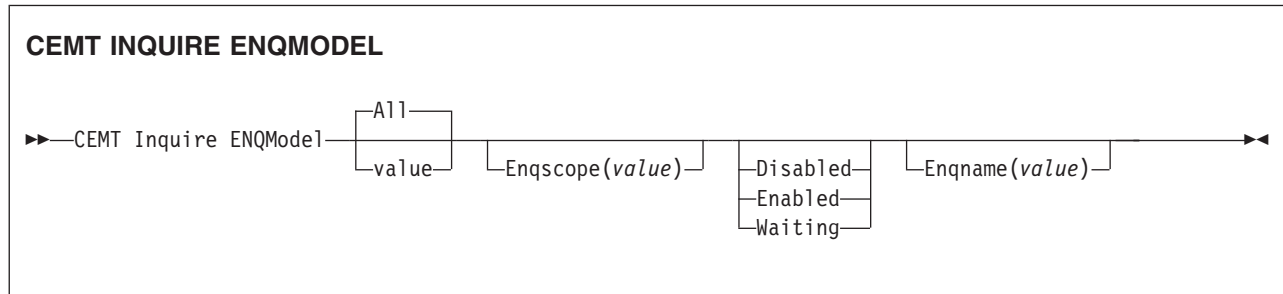 CEMT INQUIRE ENQMODEL
All
CEMT Inquire ENQModel
value
Enqscope(value)
Disabled
Enabled
Waiting
Enqname(value)